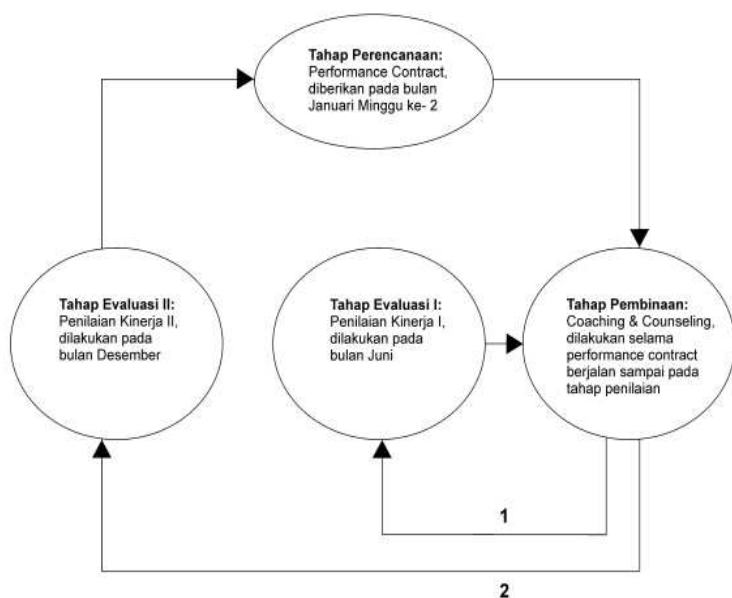 Tahap Perencanaan:
Performance Contract,
diberikan pada bulan
Januari Minggu ke- 2
Tahap Evaluasi II:
Penilaian Kinerja II,
dilakukan pada
bulan Desember
Tahap Evaluasi I:
Penilaian Kinerja I,
dilakukan pada
bulan Juni
Tahap Pembinaan:
Coaching & Counseling,
dilakukan selama
performance contract
berjalan sampai pada
tahap penilaian
1
2